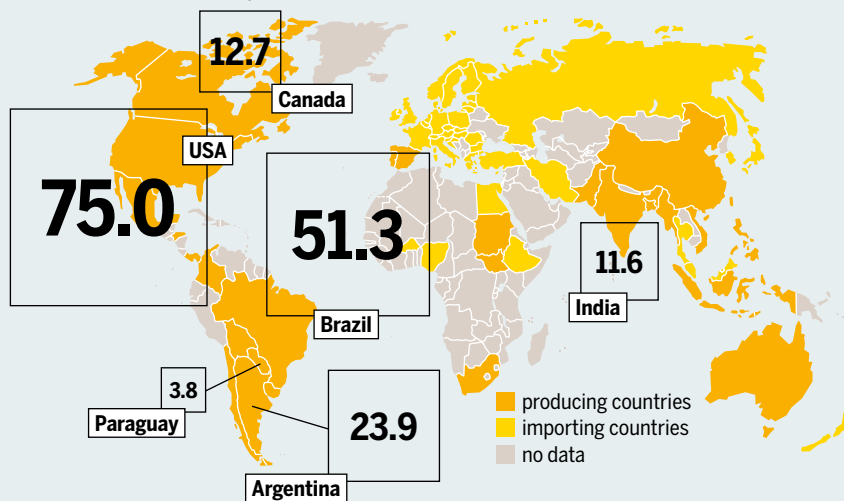 12.7
Canada
USA
75.0
51.3
Brazil
11.6
India
3.8
Paraguay
23.9
Argentina
producing countries
importing countries
no data